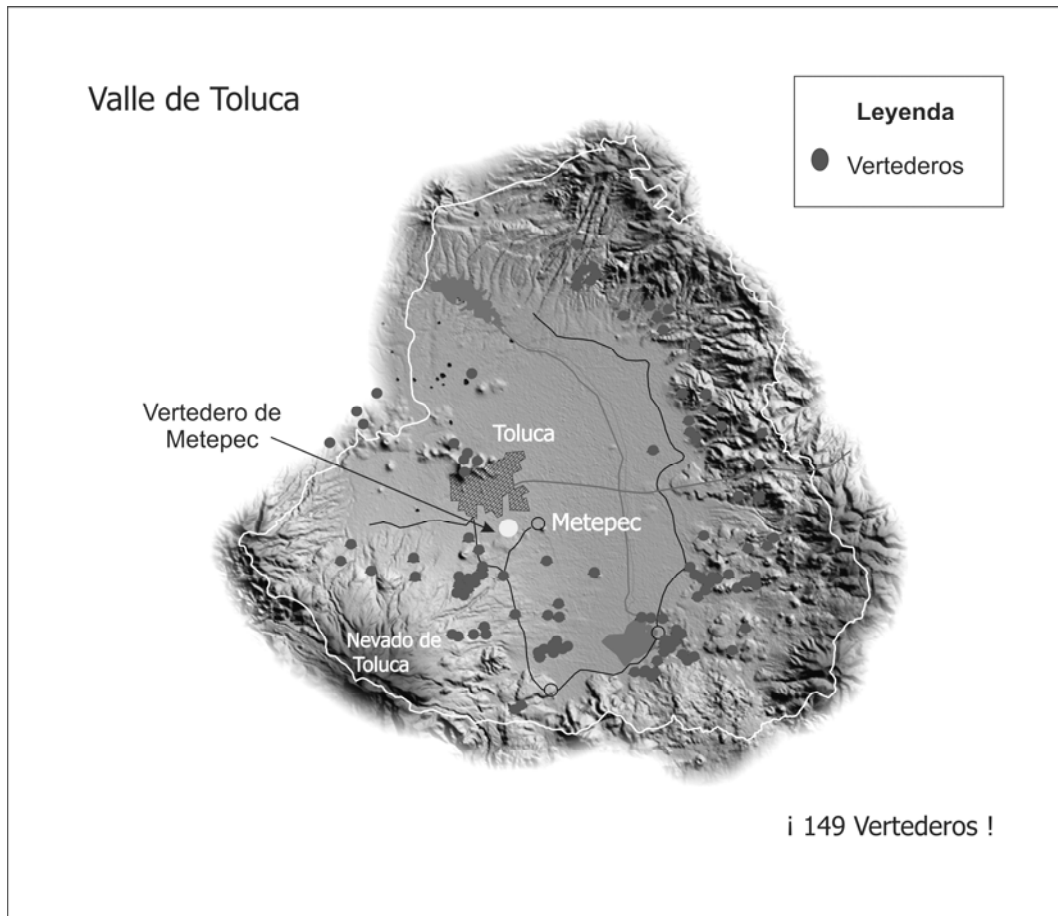 Valle de Toluca
Leyenda
Vertederos
Vertedero de
Metepec
Toluca
Metepec
Nevado de
Toluca
¡ 149 Vertederos !